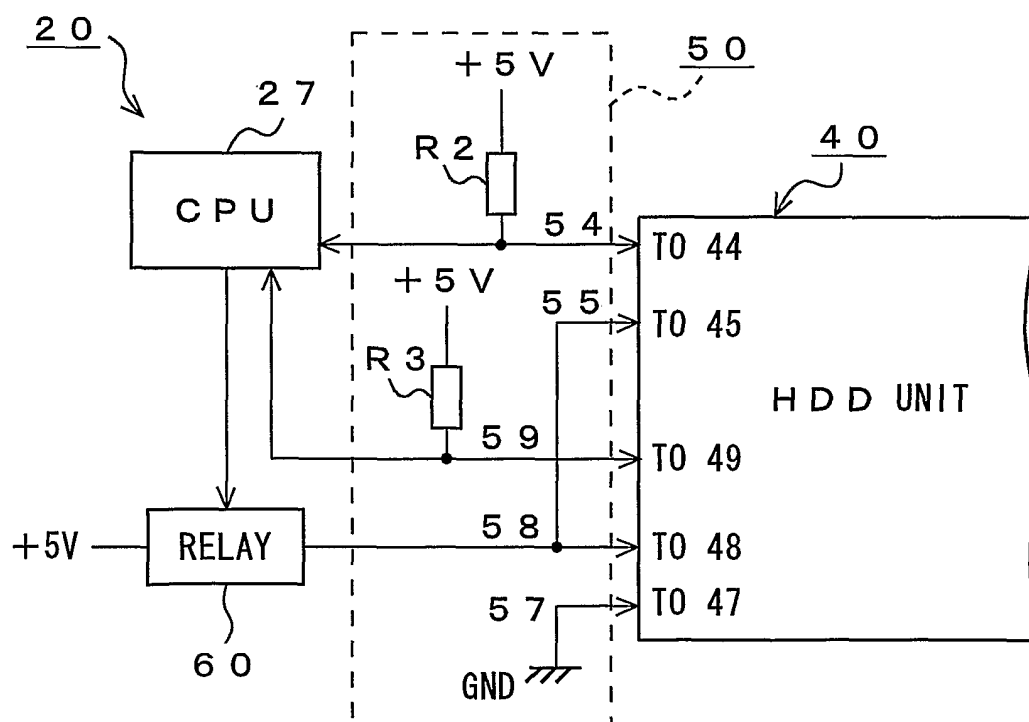 20
50
+5V
27
40
R2
CPU
54
TO 44
+5V
55
TO 45
R3
HDD UNIT
59
TO 49
58
+5V
RELAY
TO 48
57
TO 47
60
GND